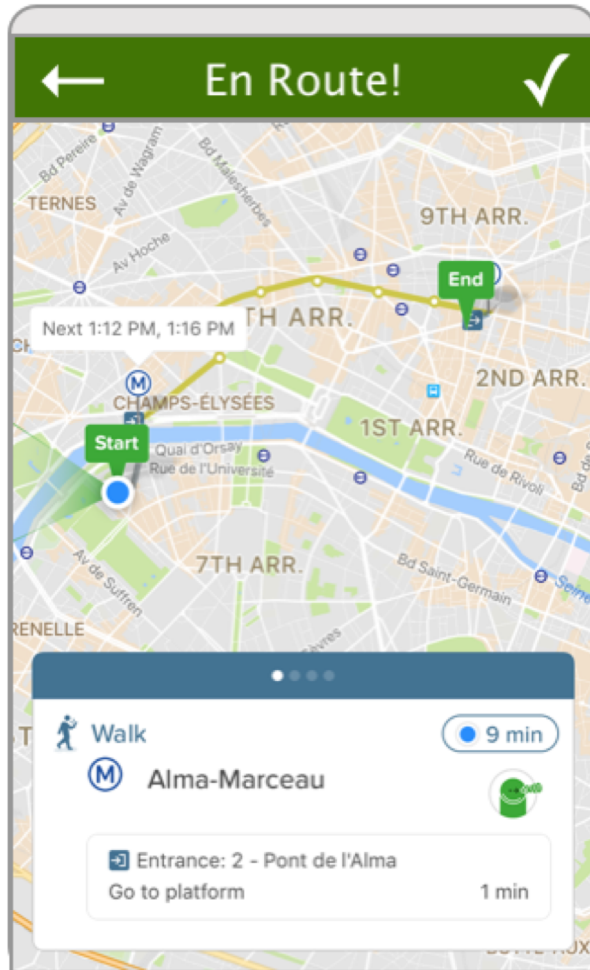 En Route!
Bd Pereire
Av de Wagram
Bd Malesherbes
TERNES
9TH ARR.
Av Hoche
End
Next 1:12 PM, 1:16 PM
TH ARR.
M
2ND ARR.
CHAMPS-ÉLYSÉES
1ST ARR.
Start
Quai d'Orsay
Rue de l'Université
Rue de Rivoli
Bd de
7TH ARR.
Av de Suffren
Bd Saint-Germain
Seine
RENELLE
Sèvres
Walk
9 min
M
Alma-Marceau
Entrance: 2 - Pont de l'Alma
Go to platform
1 min